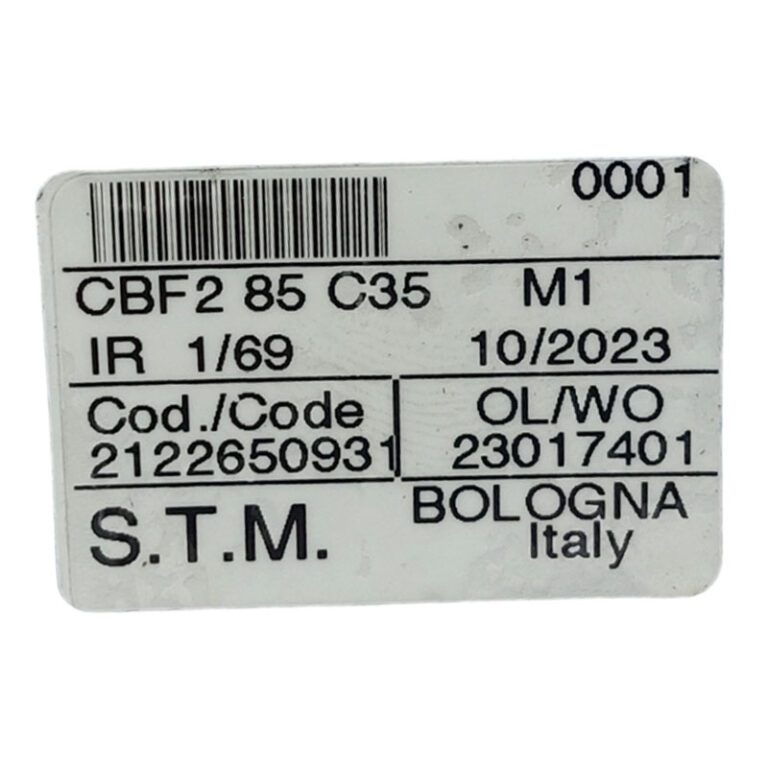 0001
CBF2 85 C35 M1
IR 1/69 10/2023
Cod./Code OL/WO
2122650931 23017401
S.T.M. BOLOGNA
Italy